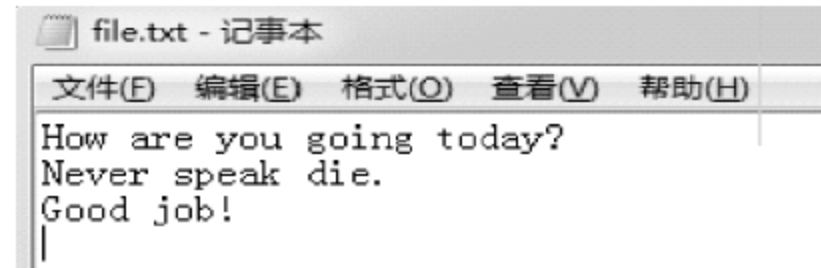 file.txt - 记事本
文件(F) 编辑(E) 格式(O) 查看(V) 帮助(H)
How are you going today?
Never speak die.
Good job!